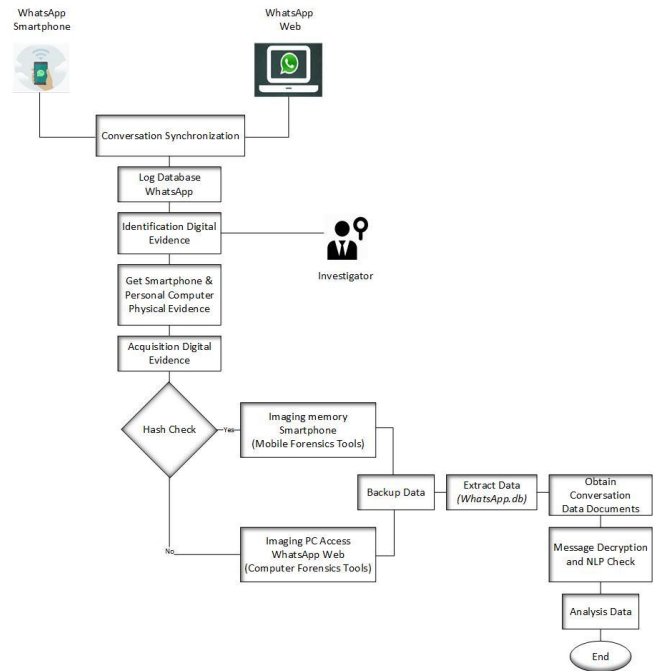 WhatsApp
Smartphone
WhatsApp
Web
Conversation Synchronization
Log Database
WhatsApp
Identification Digital
Evidence
Investigator
Get Smartphone &
Personal Computer
Physical Evidence
Acquisition Digital
Evidence
Hash Check
Yes
Imaging memory
Smartphone
(Mobile Forensics Tools)
No
Imaging PC Access
WhatsApp Web
(Computer Forensics Tools)
Backup Data
Extract Data
(WhatsApp.db)
Obtain
Conversation
Data Documents
Message Decryption
and NLP Check
Analysis Data
End